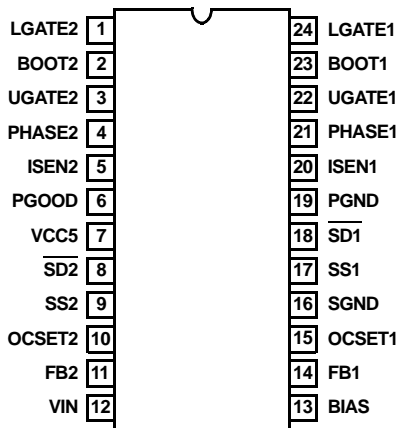 LGATE2 1 24 LGATE1
BOOT2 2 23 BOOT1
UGATE2 3 22 UGATE1
PHASE2 4 21 PHASE1
ISEN2 5 20 ISEN1
PGOOD 6 19 PGND
VCC5 7 18 S̅D̅1̅
S̅D̅2̅ 8 17 SS1
SS2 9 16 SGND
OCSET2 10 15 OCSET1
FB2 11 14 FB1
VIN 12 13 BIAS